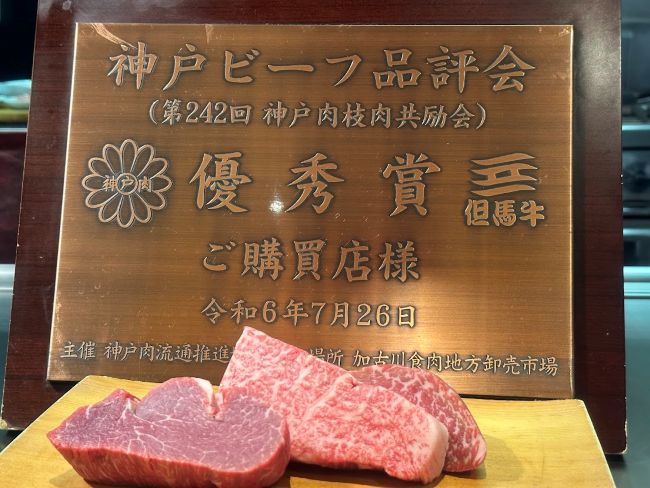 神戸ビーフ品評会
(第242回 神戸肉枝肉共励会)
神戸肉
優秀賞
但馬牛
ご購買店様
令和6年7月26日
主催 神戸肉流通推進 場所 加古川食肉地方卸売市場